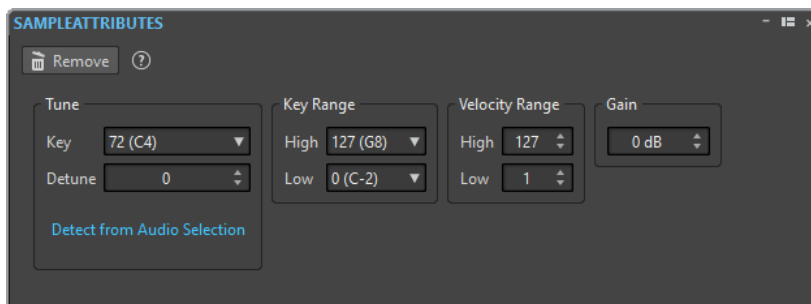 SAMPLEATTRIBUTES
Remove ?
Tune
Key 72 (C4)
Detune 0
Detect from Audio Selection
Key Range
High 127 (G8)
Low 0 (C-2)
Velocity Range
High 127
Low 1
Gain
0 dB